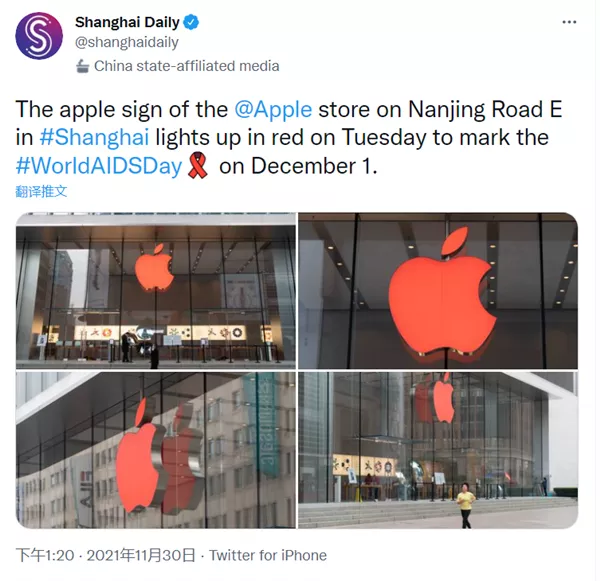 Shanghai Daily
@shanghaidaily
China state-affiliated media
The apple sign of the @Apple store on Nanjing Road E
in #Shanghai lights up in red on Tuesday to mark the
#WorldAIDSDay🎗 on December 1.
翻译推文
下午1:20 · 2021年11月30日 · Twitter for iPhone